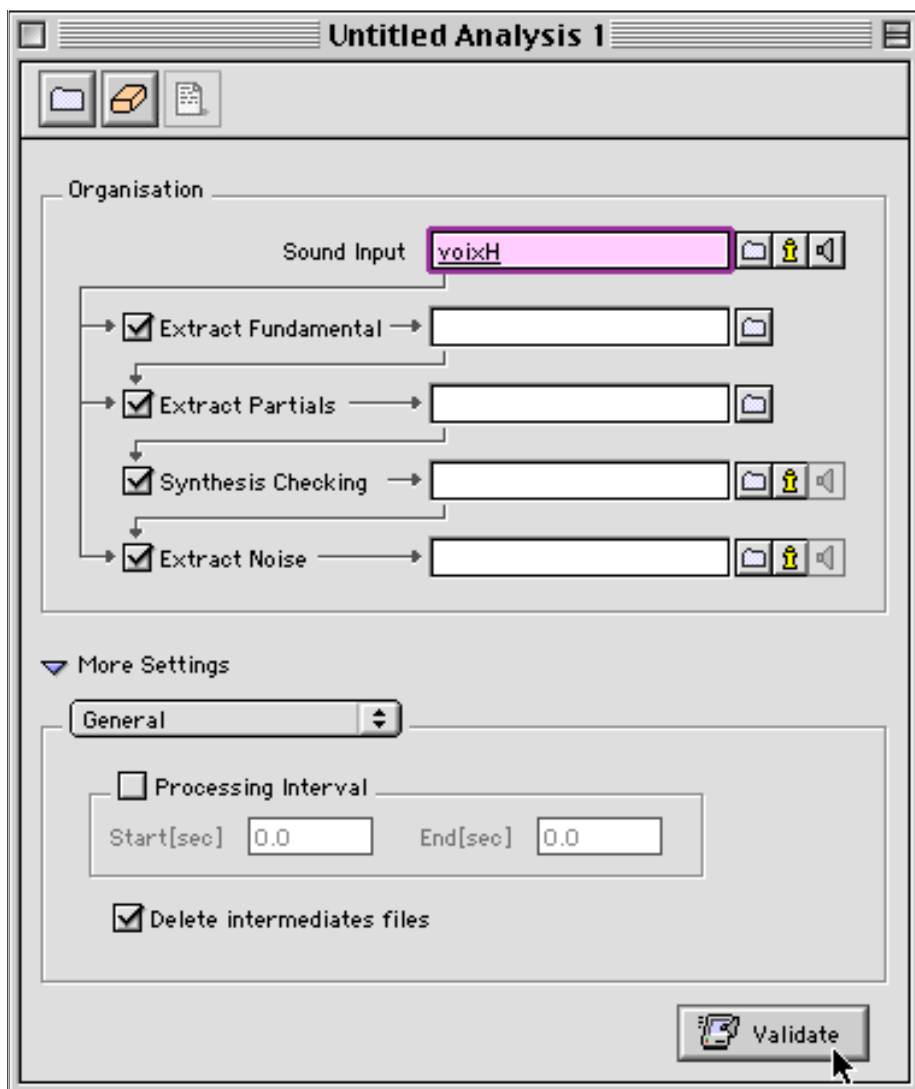 Untitled Analysis 1
Organisation
Sound Input voixH
Extract Fundamental
Extract Partials
Synthesis Checking
Extract Noise
More Settings
General
Processing Interval
Start[sec] 0.0 End[sec] 0.0
Delete intermediates files
Validate